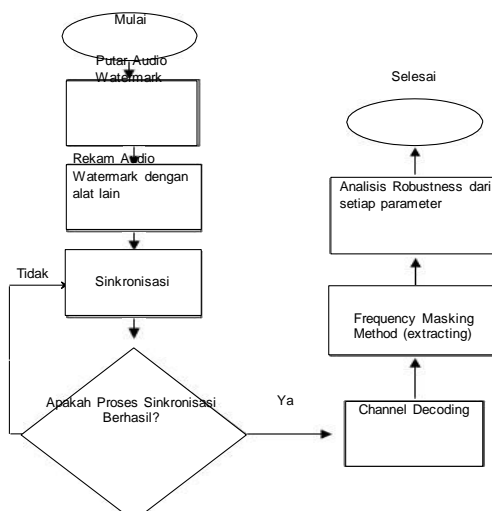 Mulai
Putar Audio
Watermark
Rekam Audio
Watermark dengan
alat lain
Tidak
Sinkronisasi
Apakah Proses Sinkronisasi
Berhasil?
Ya
Channel Decoding
Frequency Masking
Method (extracting)
Analisis Robustness dari
setiap parameter
Selesai